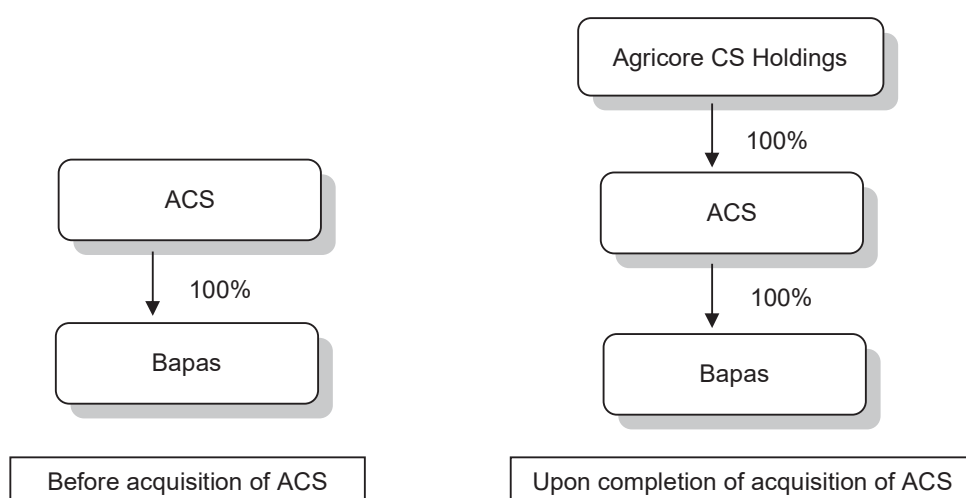 ACS
100%
Bapas
Before acquisition of ACS
Agricore CS Holdings
100%
ACS
100%
Bapas
Upon completion of acquisition of ACS